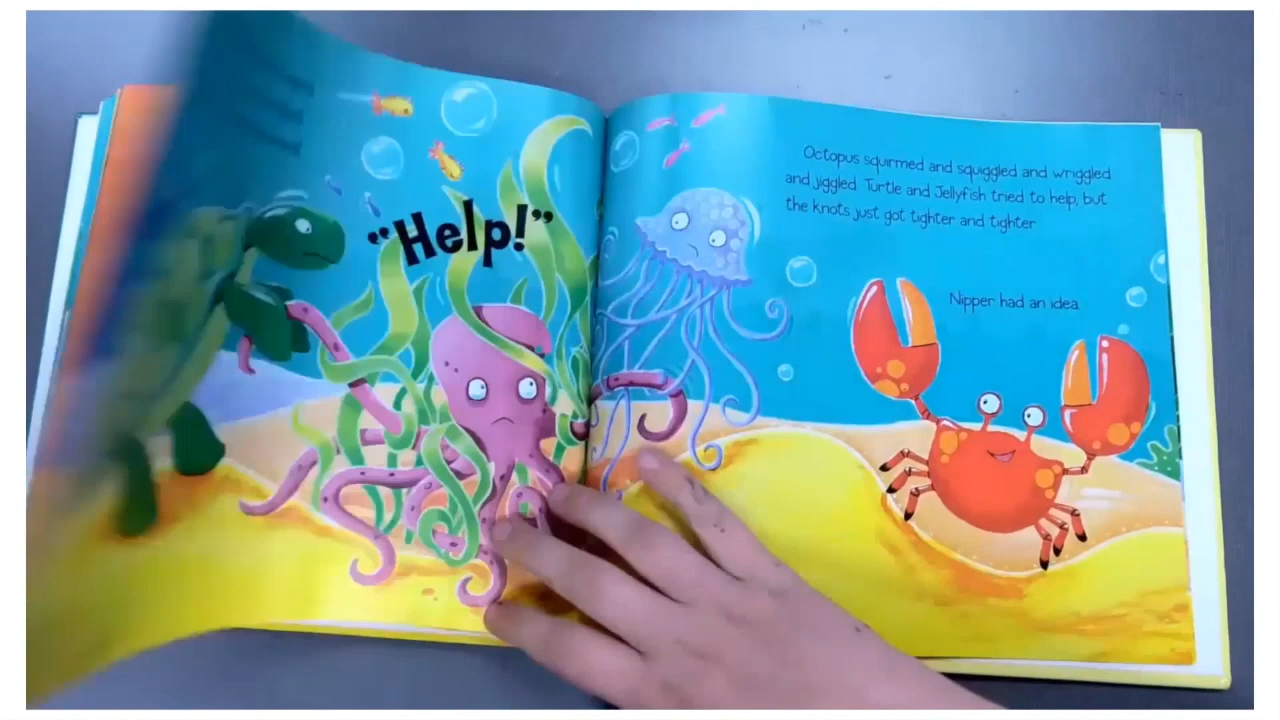 “Help!”
Octopus squirmed and squiggled and wriggled
and jiggled. Turtle and Jellyfish tried to help, but
the knots just got tighter and tighter.
Nipper had an idea.